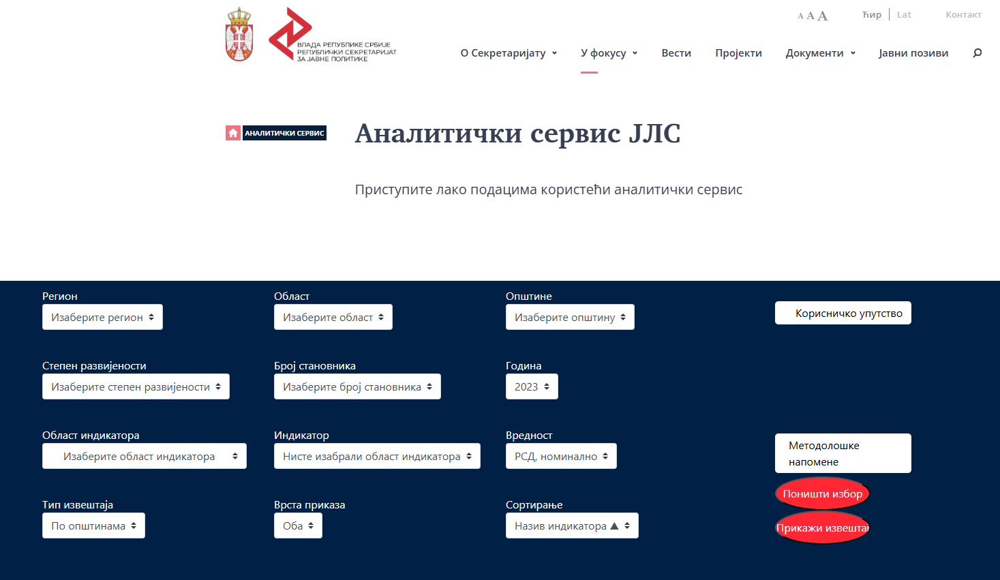 A A A
Ћир
Lat
Контакт
ВЛАДА РЕПУБЛИКЕ СРБИЈЕ
РЕПУБЛИЧКИ СЕКРЕТАРИЈАТ
ЗА ЈАВНЕ ПОЛИТИКЕ
О Секретаријату
У фокусу
Вести
Пројекти
Документи
Јавни позиви
АНАЛИТИЧКИ СЕРВИС
Аналитички сервис ЈЛС
Приступите лако подацима користећи аналитички сервис
Регион
Област
Општине
Изаберите регион
Изаберите област
Изаберите општину
Корисничко упутство
Степен развијености
Број становника
Година
Изаберите степен развијености
Изаберите број становника
2023
Област индикатора
Индикатор
Вредност
Изаберите област индикатора
Нисте изабрали област индикатора
РСД, номинално
Методолошке
напомене
Поништи избор
Тип извештаја
Врста приказа
Сортирање
По општинама
Оба
Назив индикатора ▲
Прикажи извештај